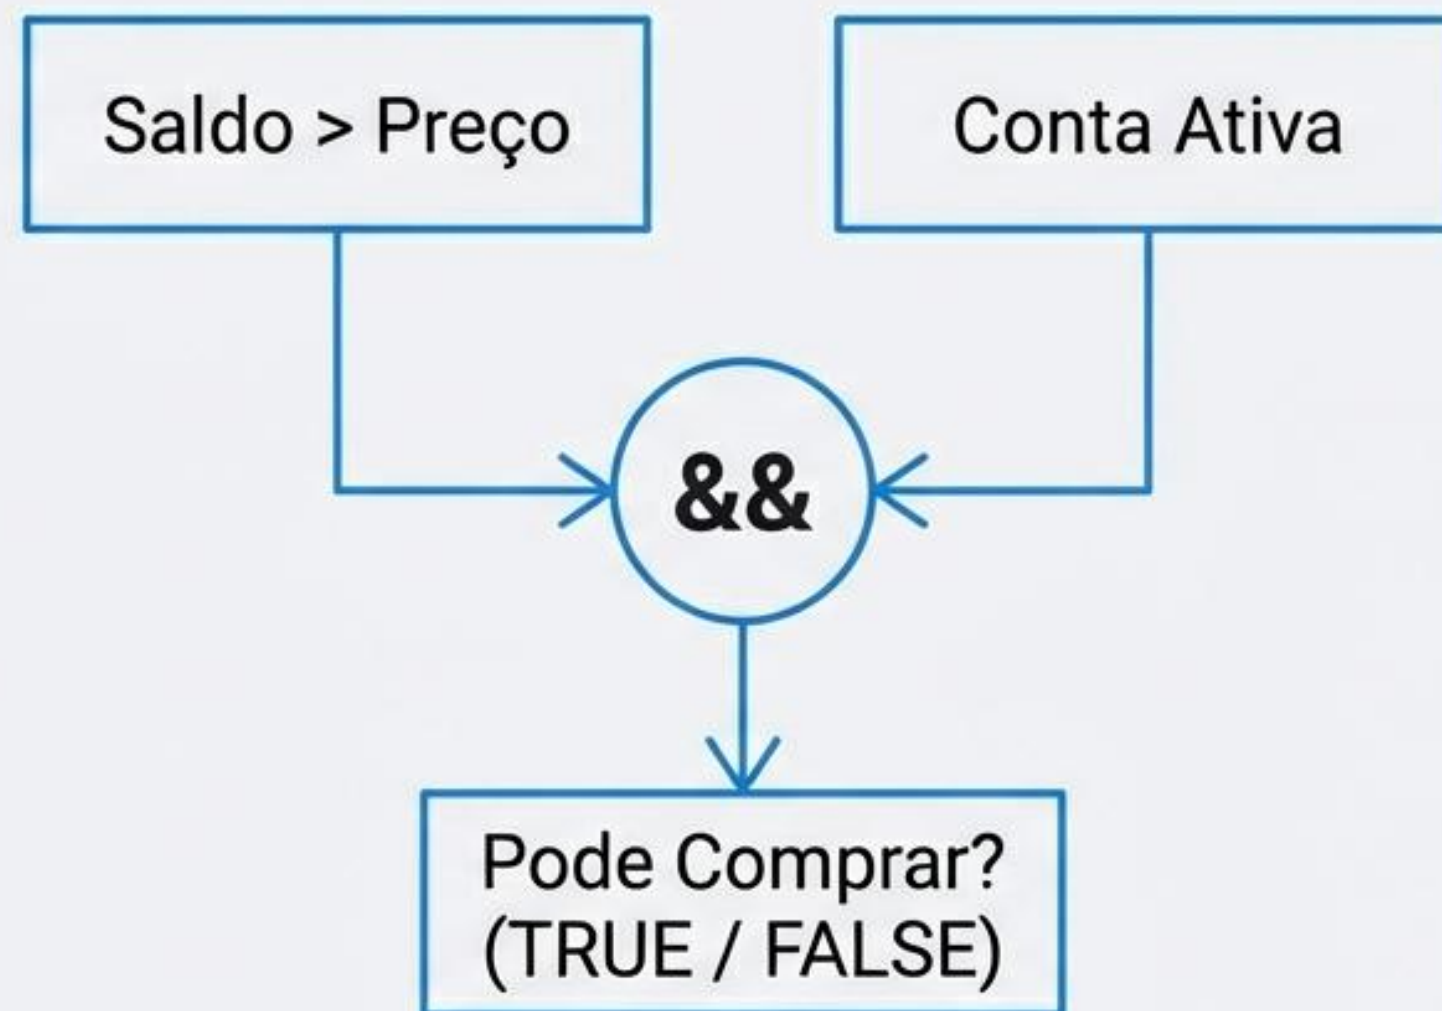 Saldo > Preço
Conta Ativa
&&
Pode Comprar?
(TRUE / FALSE)